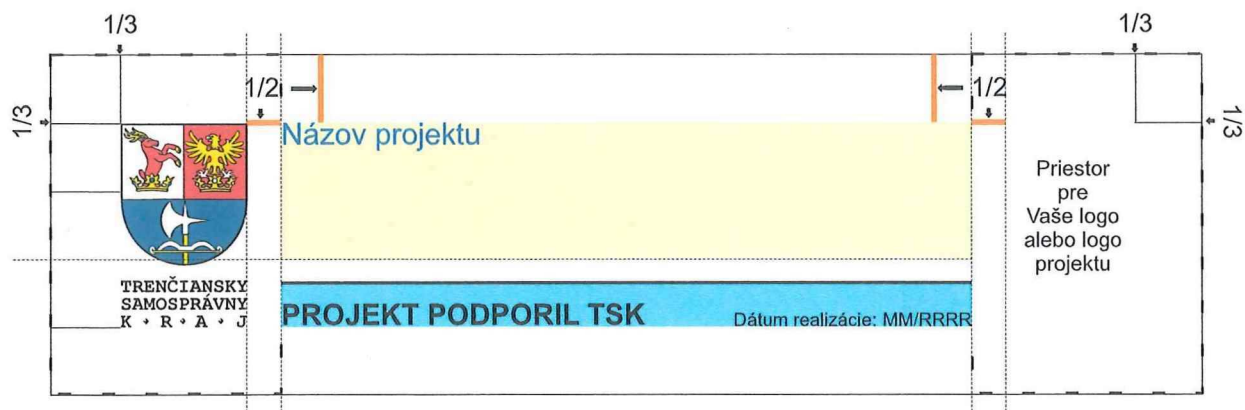 1/3
1/3
1/2
1/2
1/3
1/3
Názov projektu
Priestor
pre
Vaše logo
alebo logo
projektu
TRENČIANSKY
SAMOSPRÁVNY
K • R • A • J
PROJEKT PODPORIL TSK
Dátum realizácie: MM/RRRR